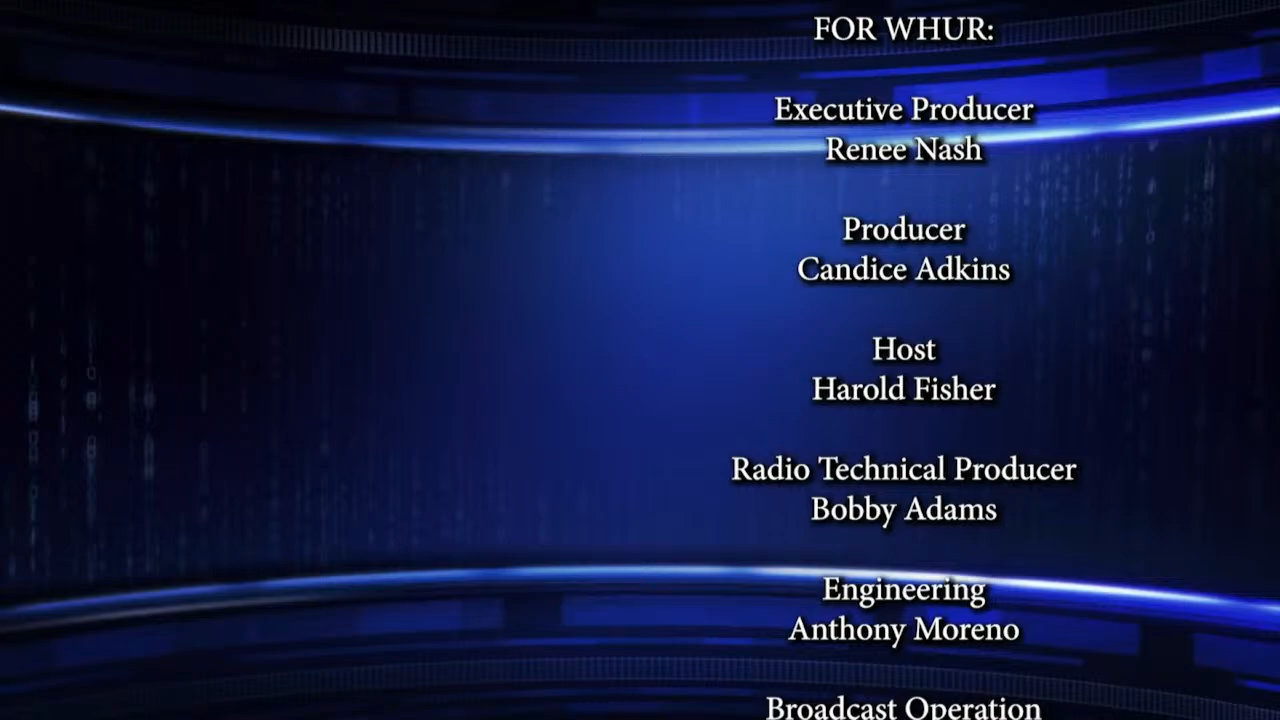 FOR WHUR:
Executive Producer
Renee Nash
Producer
Candice Adkins
Host
Harold Fisher
Radio Technical Producer
Bobby Adams
Engineering
Anthony Moreno
Broadcast Operation